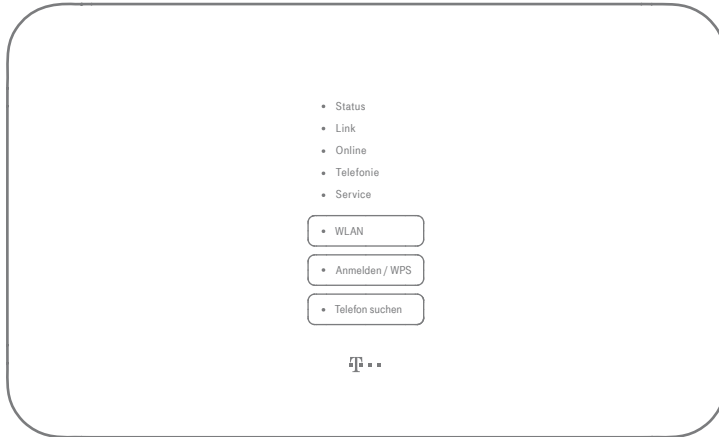 Status
Link
Online
Telefonie
Service
WLAN
Anmelden / WPS
Telefon suchen
T